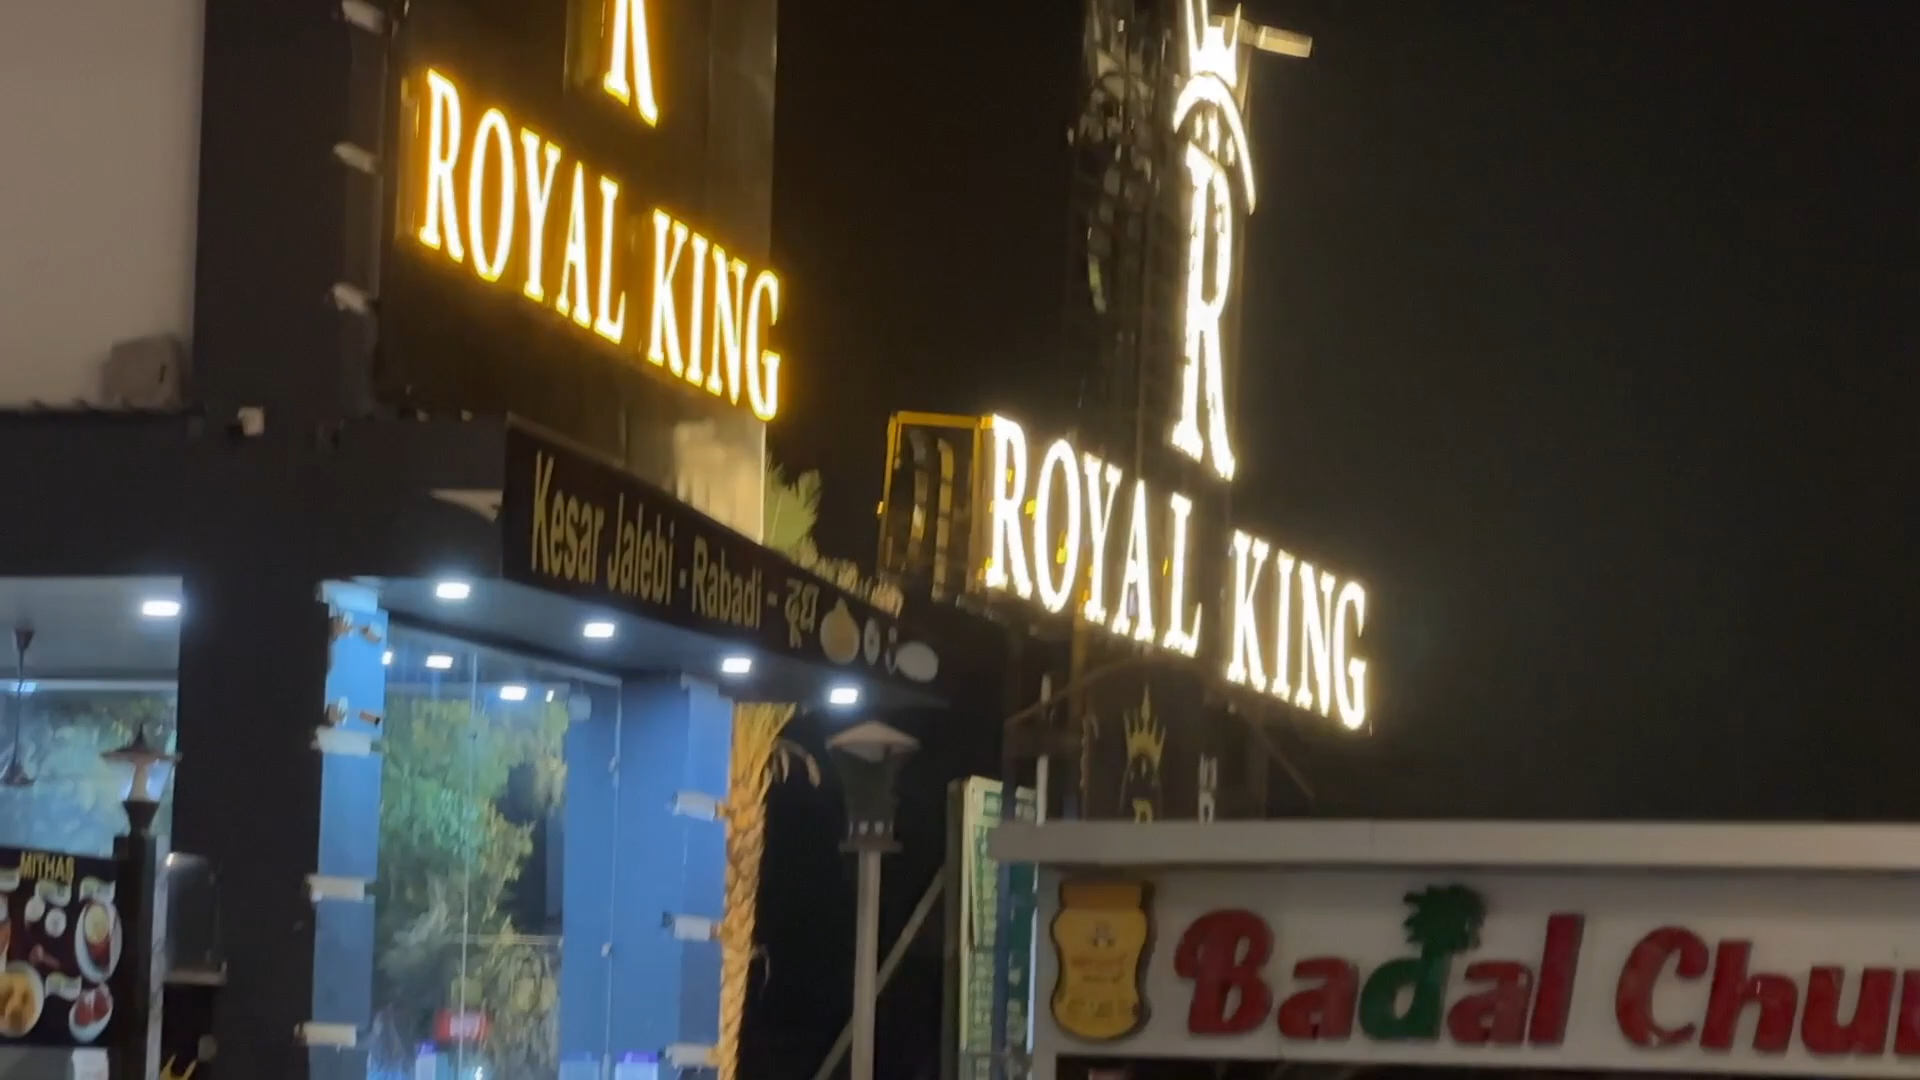 R
ROYAL KING
R
ROYAL KING
Kesar Jalebi - Rabadi -
MITHAS
Badal Chu